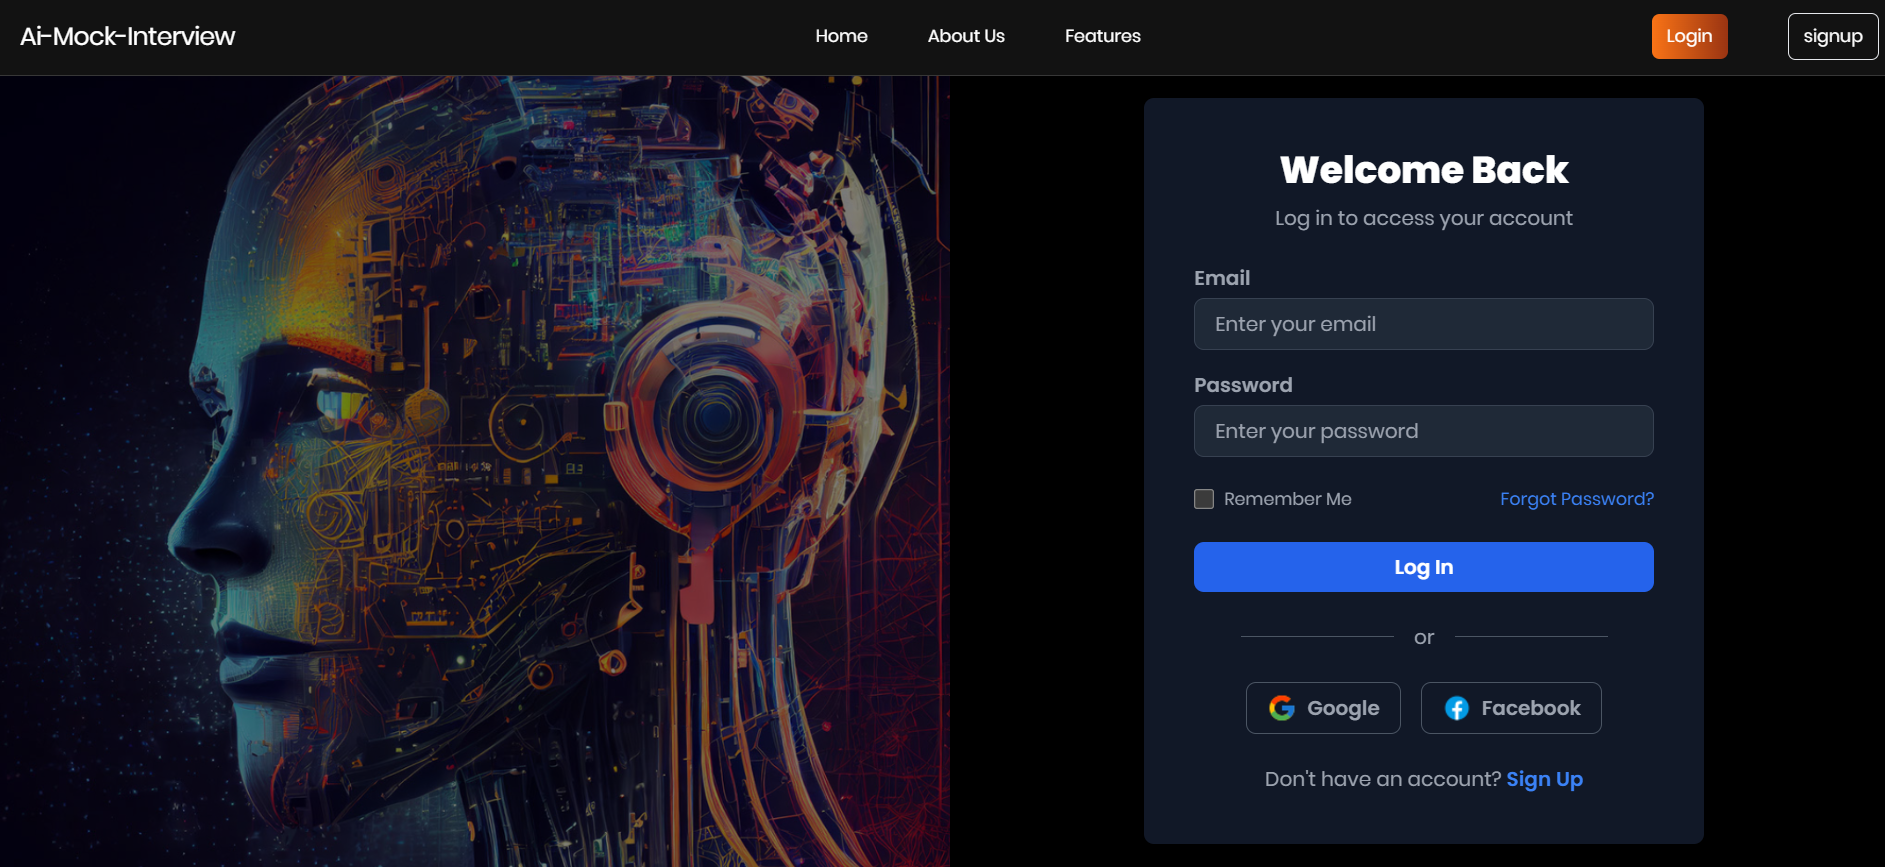 Ai-Mock-Interview
Home
About Us
Features
Login
signup
Welcome Back
Log in to access your account
Email
Enter your email
Password
Enter your password
Remember Me
Forgot Password?
Log In
or
Google
Facebook
Don't have an account? Sign Up